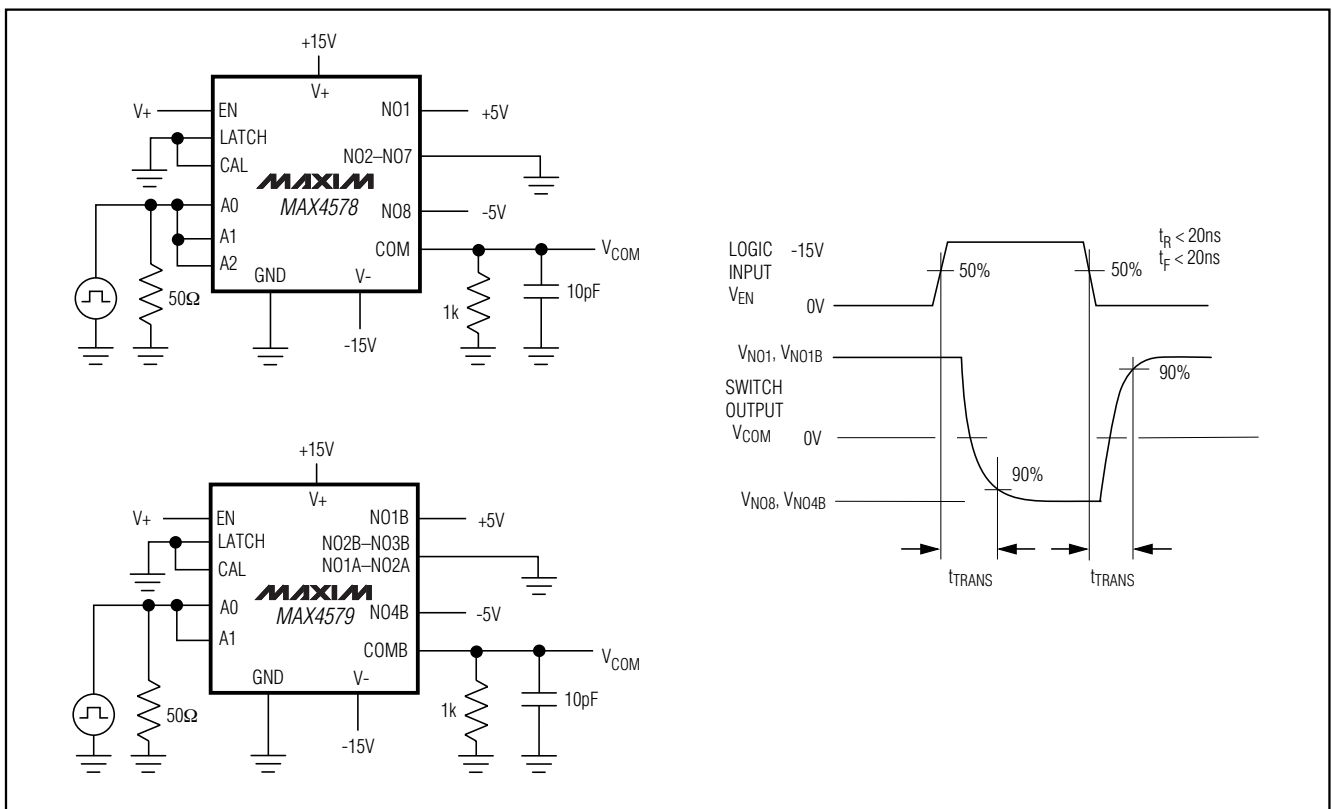 +15V
V+
V+
EN
LATCH
CAL
A0
A1
A2
GND
V-
NO1
+5V
NO2–NO7
NO8
-5V
COM
VCOM
MAXIM
MAX4578
50Ω
-15V
1k
10pF
+15V
V+
V+
EN
LATCH
CAL
A0
A1
GND
V-
NO1B
+5V
NO2B–NO3B
NO1A–NO2A
NO4B
-5V
COMB
VCOM
MAXIM
MAX4579
50Ω
-15V
1k
10pF
LOGIC
INPUT
VEN
-15V
0V
50%
50%
tR < 20ns
tF < 20ns
VNO1, VNO1B
SWITCH
OUTPUT
VCOM
0V
90%
90%
VNO8, VNO4B
tTRANS
tTRANS